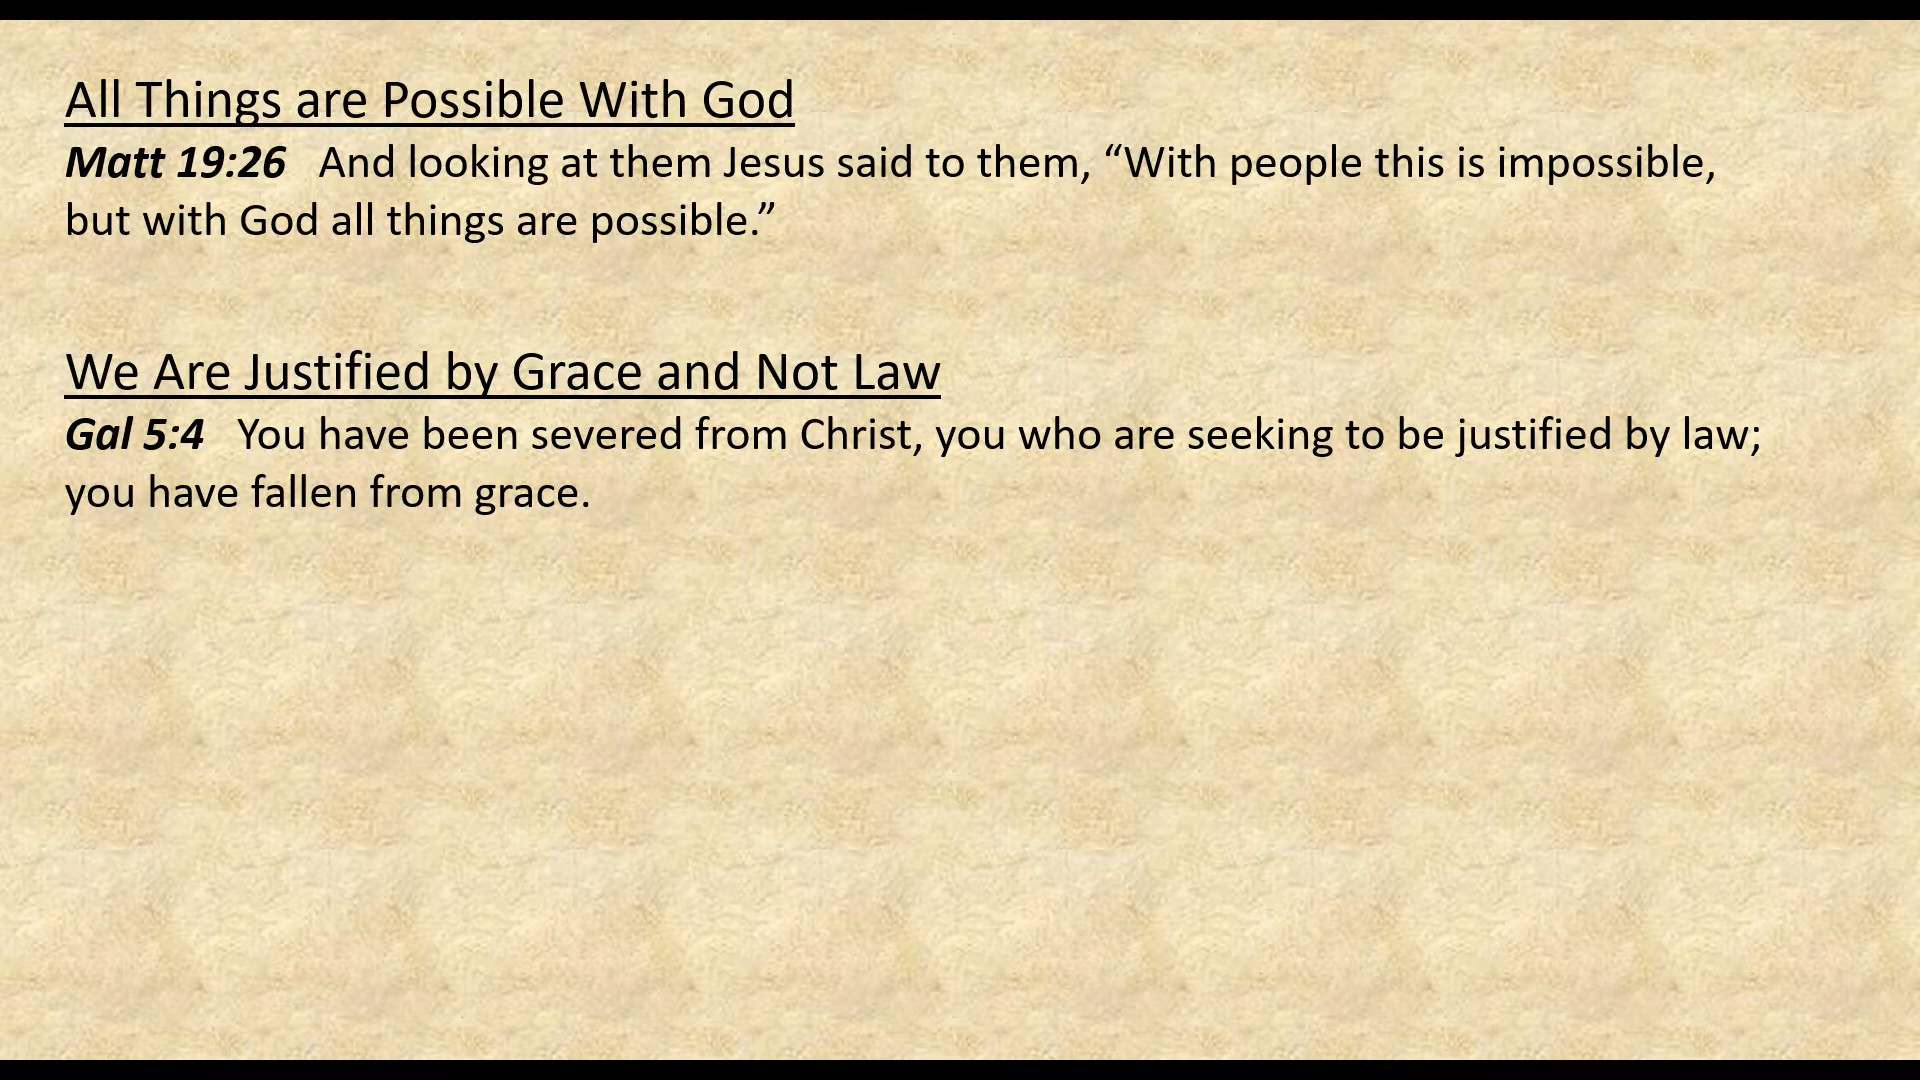 All Things are Possible With God
Matt 19:26   And looking at them Jesus said to them, “With people this is impossible,
but with God all things are possible.”
We Are Justified by Grace and Not Law
Gal 5:4   You have been severed from Christ, you who are seeking to be justified by law;
you have fallen from grace.